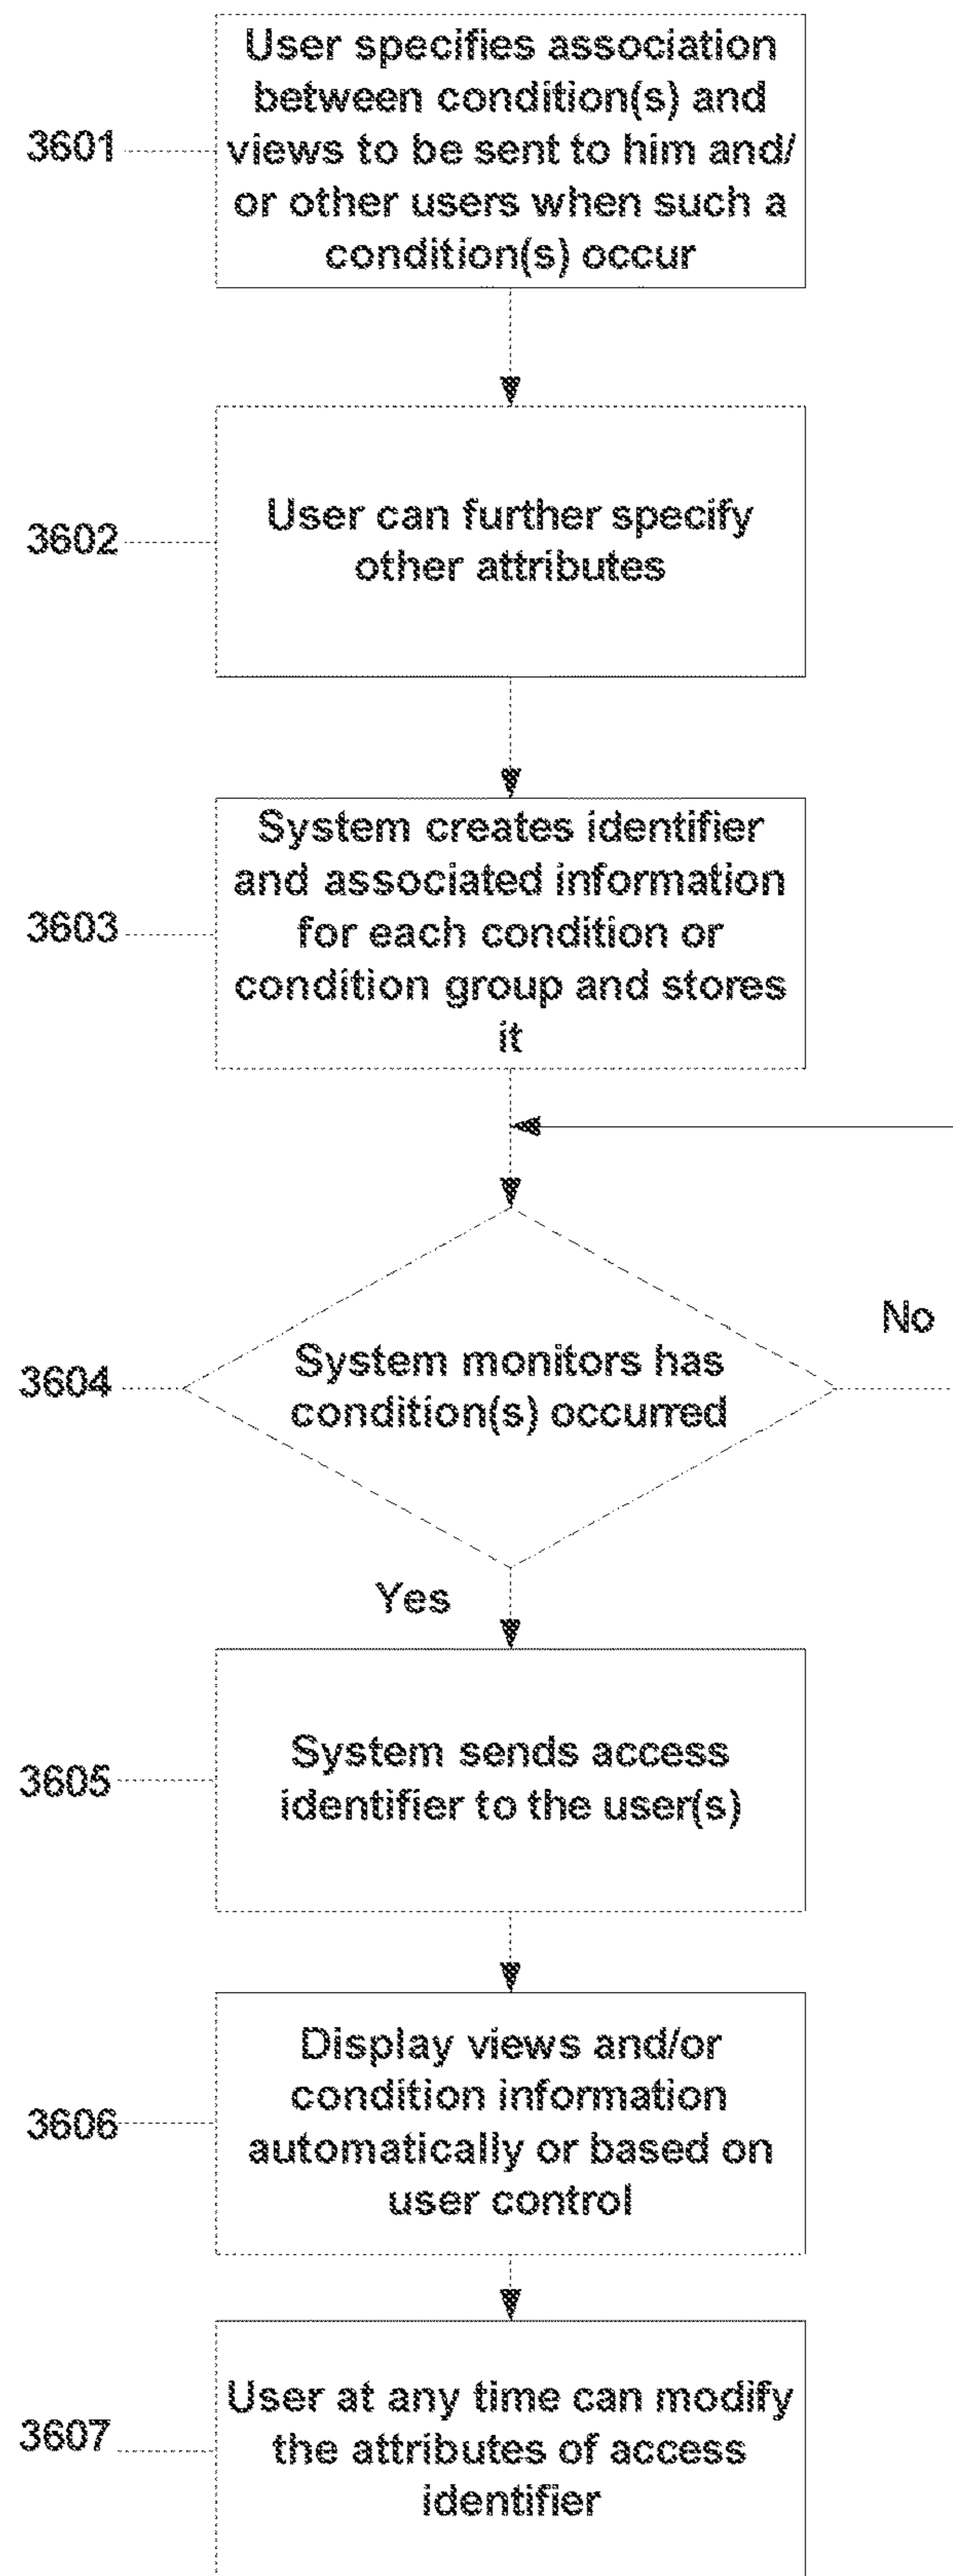 User specifies association
between condition(s) and
3601
views to be sent to him and/
or other users when such a
condition(s) occur
3602
User can further specify
other attributes
System creates identifier
and associated information
3603
for each condition or
condition group and stores
it
No
3604
System monitors has
condition(s) occurred
Yes
3605
System sends access
identifier to the user(s)
Display views and/or
condition information
3606
automatically or based on
user control
User at any time can modify
3607
the attributes of access
identifier